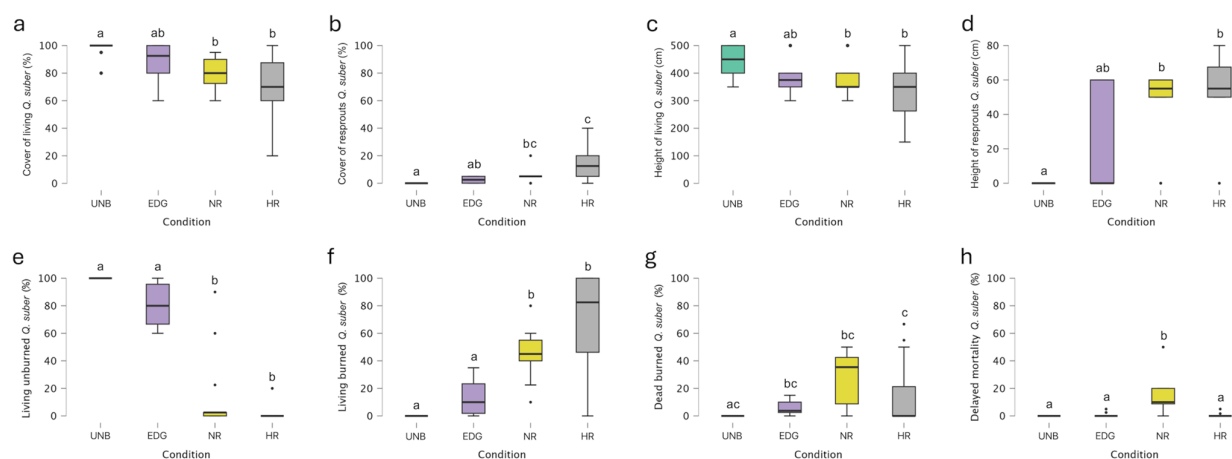 a
Cover of living Q. suber (%)
100
80
60
40
20
0
a
ab
b
b
UNB
EDG
NR
HR
Condition
b
Cover of resprouts Q. suber (%)
100
80
60
40
20
0
a
ab
bc
c
UNB
EDG
NR
HR
Condition
c
Height of living Q. suber (cm)
500
400
300
200
100
0
a
ab
b
b
UNB
EDG
NR
HR
Condition
d
Height of resprouts Q. suber (cm)
80
60
40
20
0
a
ab
b
b
UNB
EDG
NR
HR
Condition
e
Living unburned Q. suber (%)
100
80
60
40
20
0
a
a
b
b
UNB
EDG
NR
HR
Condition
f
Living burned Q. suber (%)
100
80
60
40
20
0
a
a
b
b
UNB
EDG
NR
HR
Condition
g
Dead burned Q. suber (%)
100
80
60
40
20
0
ac
bc
bc
c
UNB
EDG
NR
HR
Condition
h
Delayed mortality Q. suber (%)
100
80
60
40
20
0
a
a
b
a
UNB
EDG
NR
HR
Condition